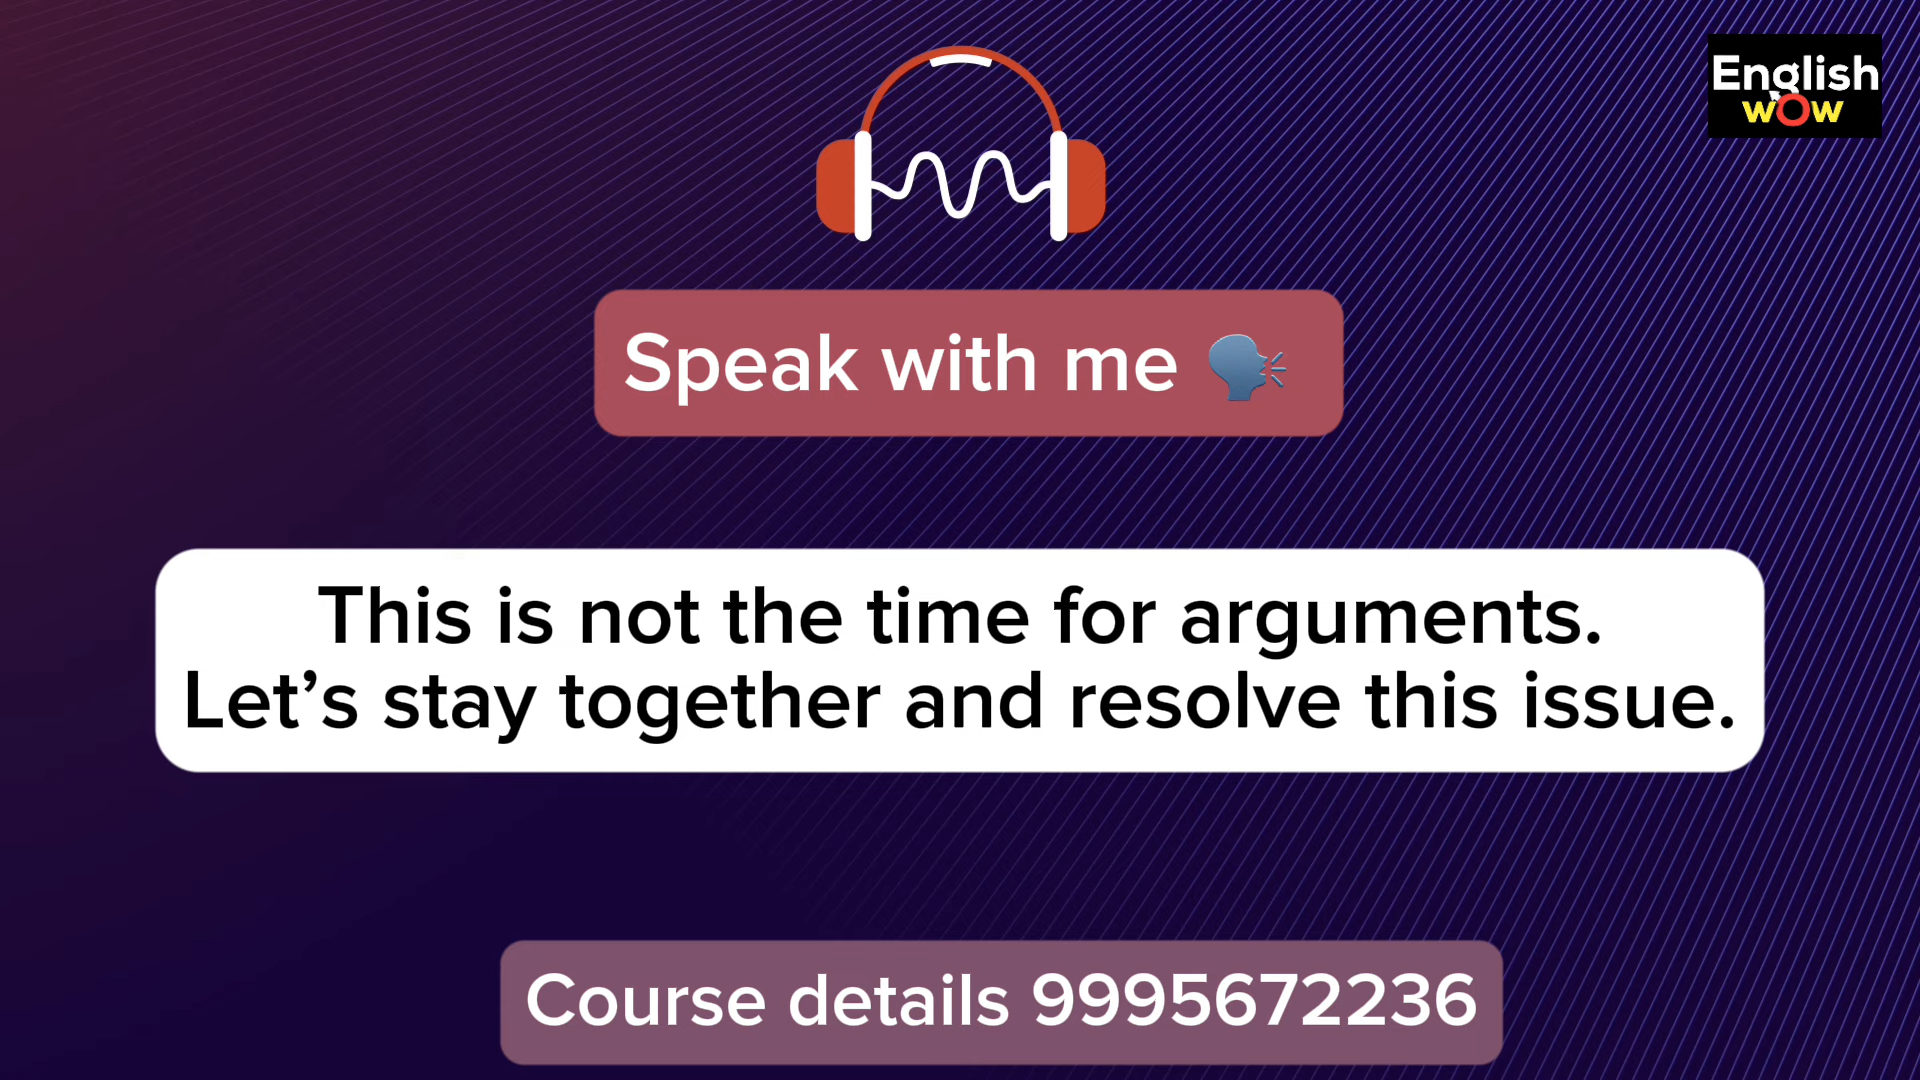 English
wow
Speak with me 🗣
This is not the time for arguments.
Let’s stay together and resolve this issue.
Course details 9995672236